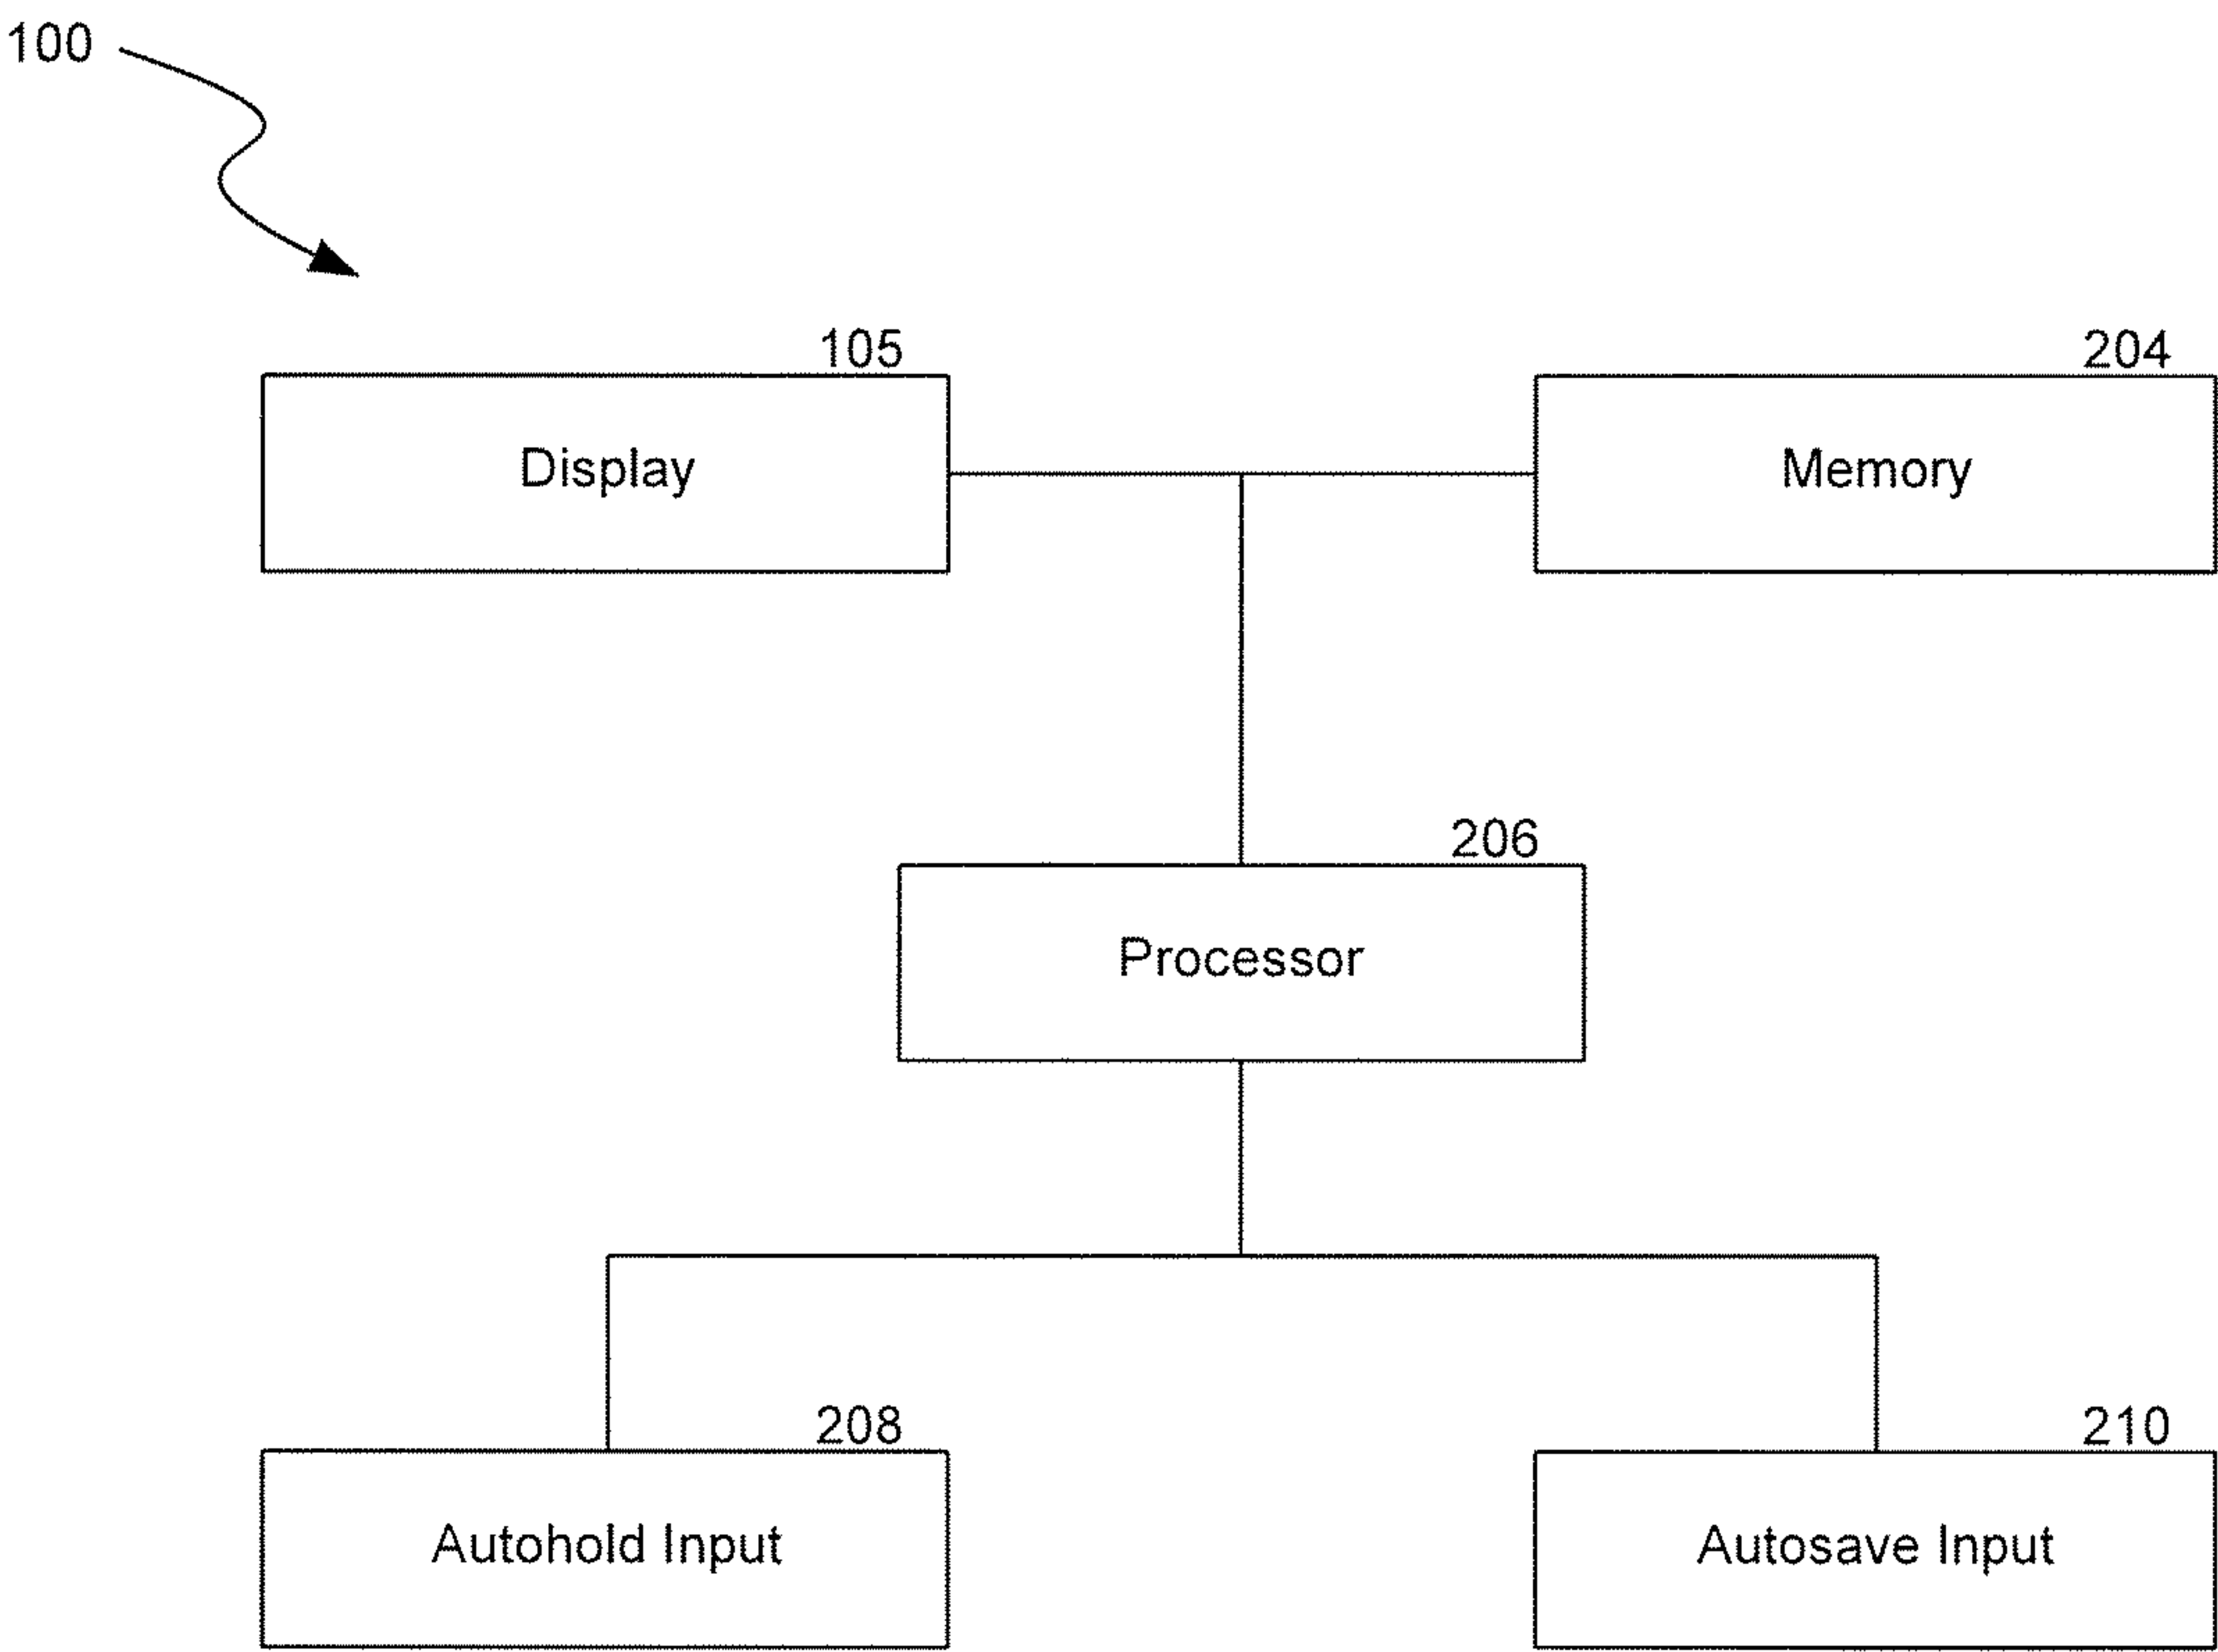 100
105
204
Display
Memory
206
Processor
208
210
Autohold Input
Autosave Input